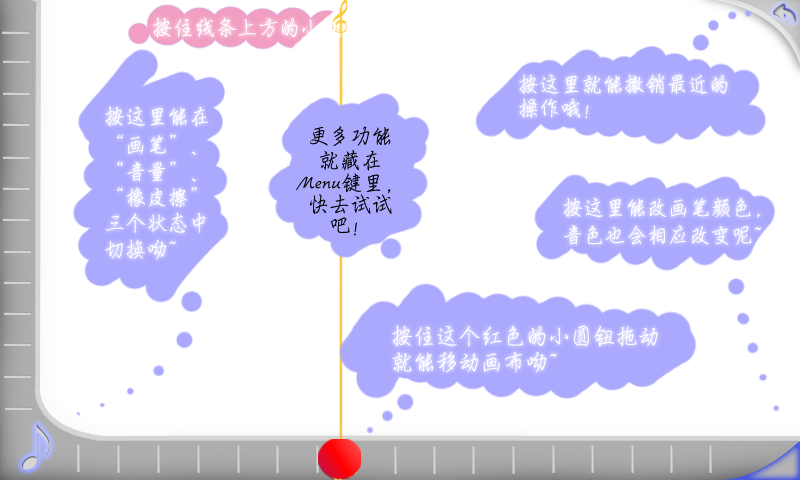 按住线条上方的小
按这里能在
“画笔”、
“音量”、
“橡皮擦”
三个状态中
切换呦~
更多功能
就藏在
Menu键里，
快去试试
吧！
按这里就能撤销最近的
操作哦！
按这里能改画笔颜色，
音色也会相应改变呢~
按住这个红色的小圆钮拖动
就能移动画布呦~